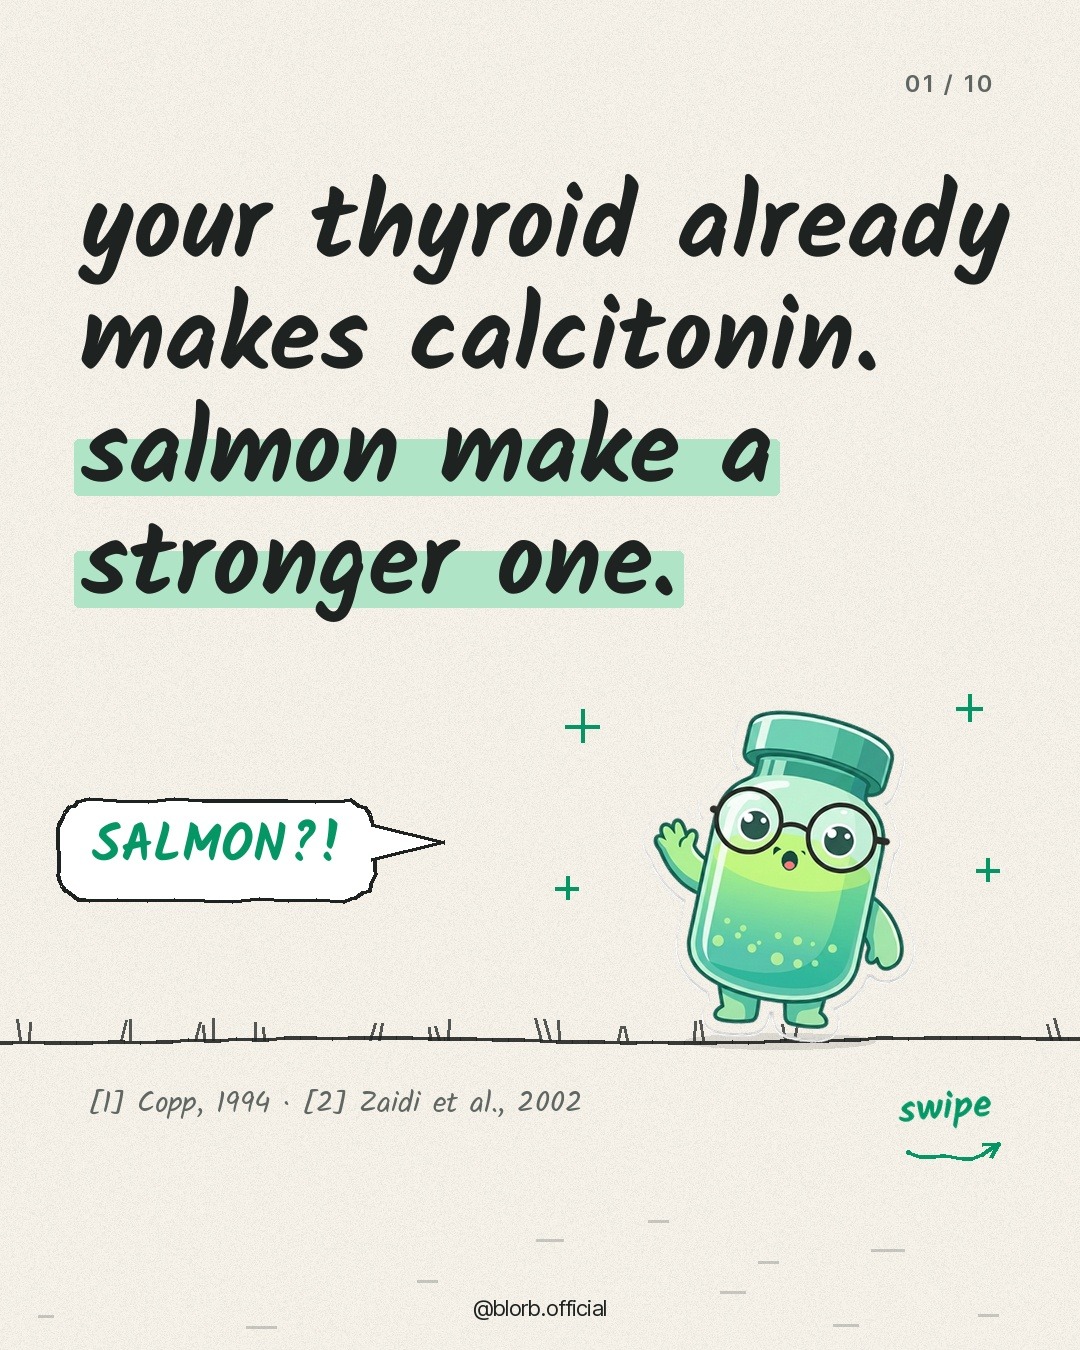 01 / 10
your thyroid already
makes calcitonin.
salmon make a
stronger one.
SALMON?!
[1] Copp, 1994 · [2] Zaidi et al., 2002
swipe
@blorb.official